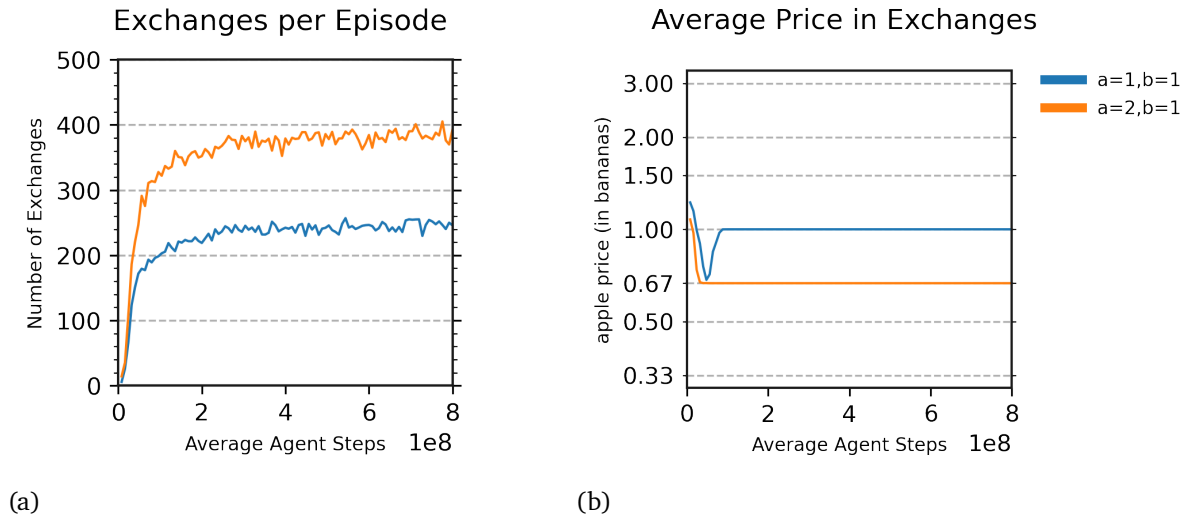 Exchanges per Episode
500
400
300
200
100
0
Number of Exchanges
0 2 4 6 8
Average Agent Steps 1e8
(a)
Average Price in Exchanges
3.00
2.00
1.50
1.00
0.67
0.50
0.33
apple price (in bananas)
0 2 4 6 8
Average Agent Steps 1e8
a=1,b=1
a=2,b=1
(b)